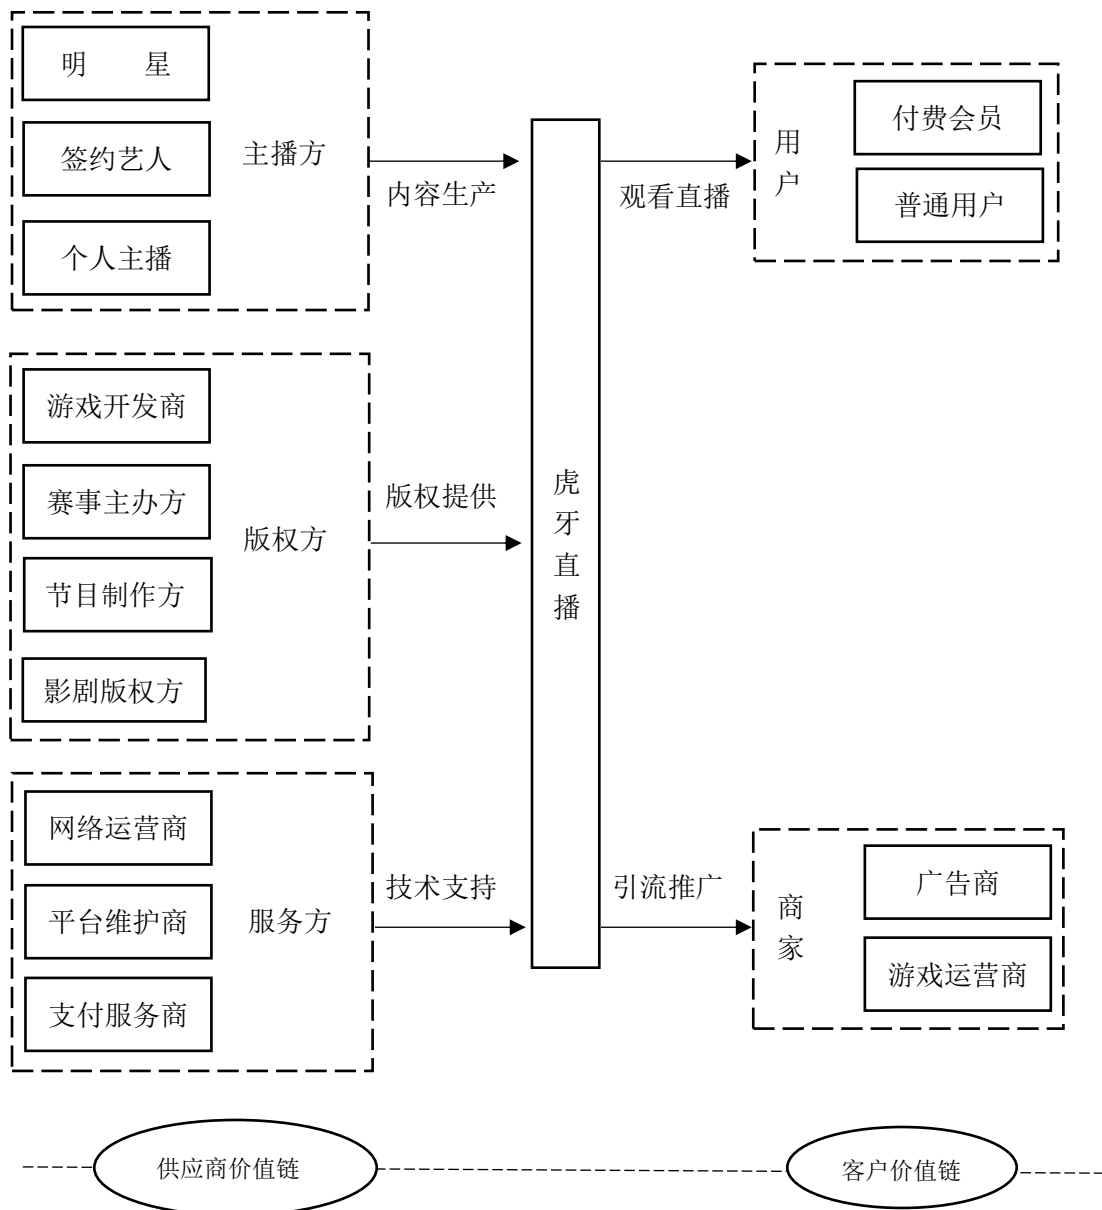 明 星
签约艺人
个人主播
主播方
内容生产
游戏开发商
赛事主办方
节目制作方
影剧版权方
版权方
版权提供
网络运营商
平台维护商
支付服务商
服务方
技术支持
虎牙直播
观看直播
用户
付费会员
普通用户
引流推广
商家
广告商
游戏运营商
供应商价值链
客户价值链